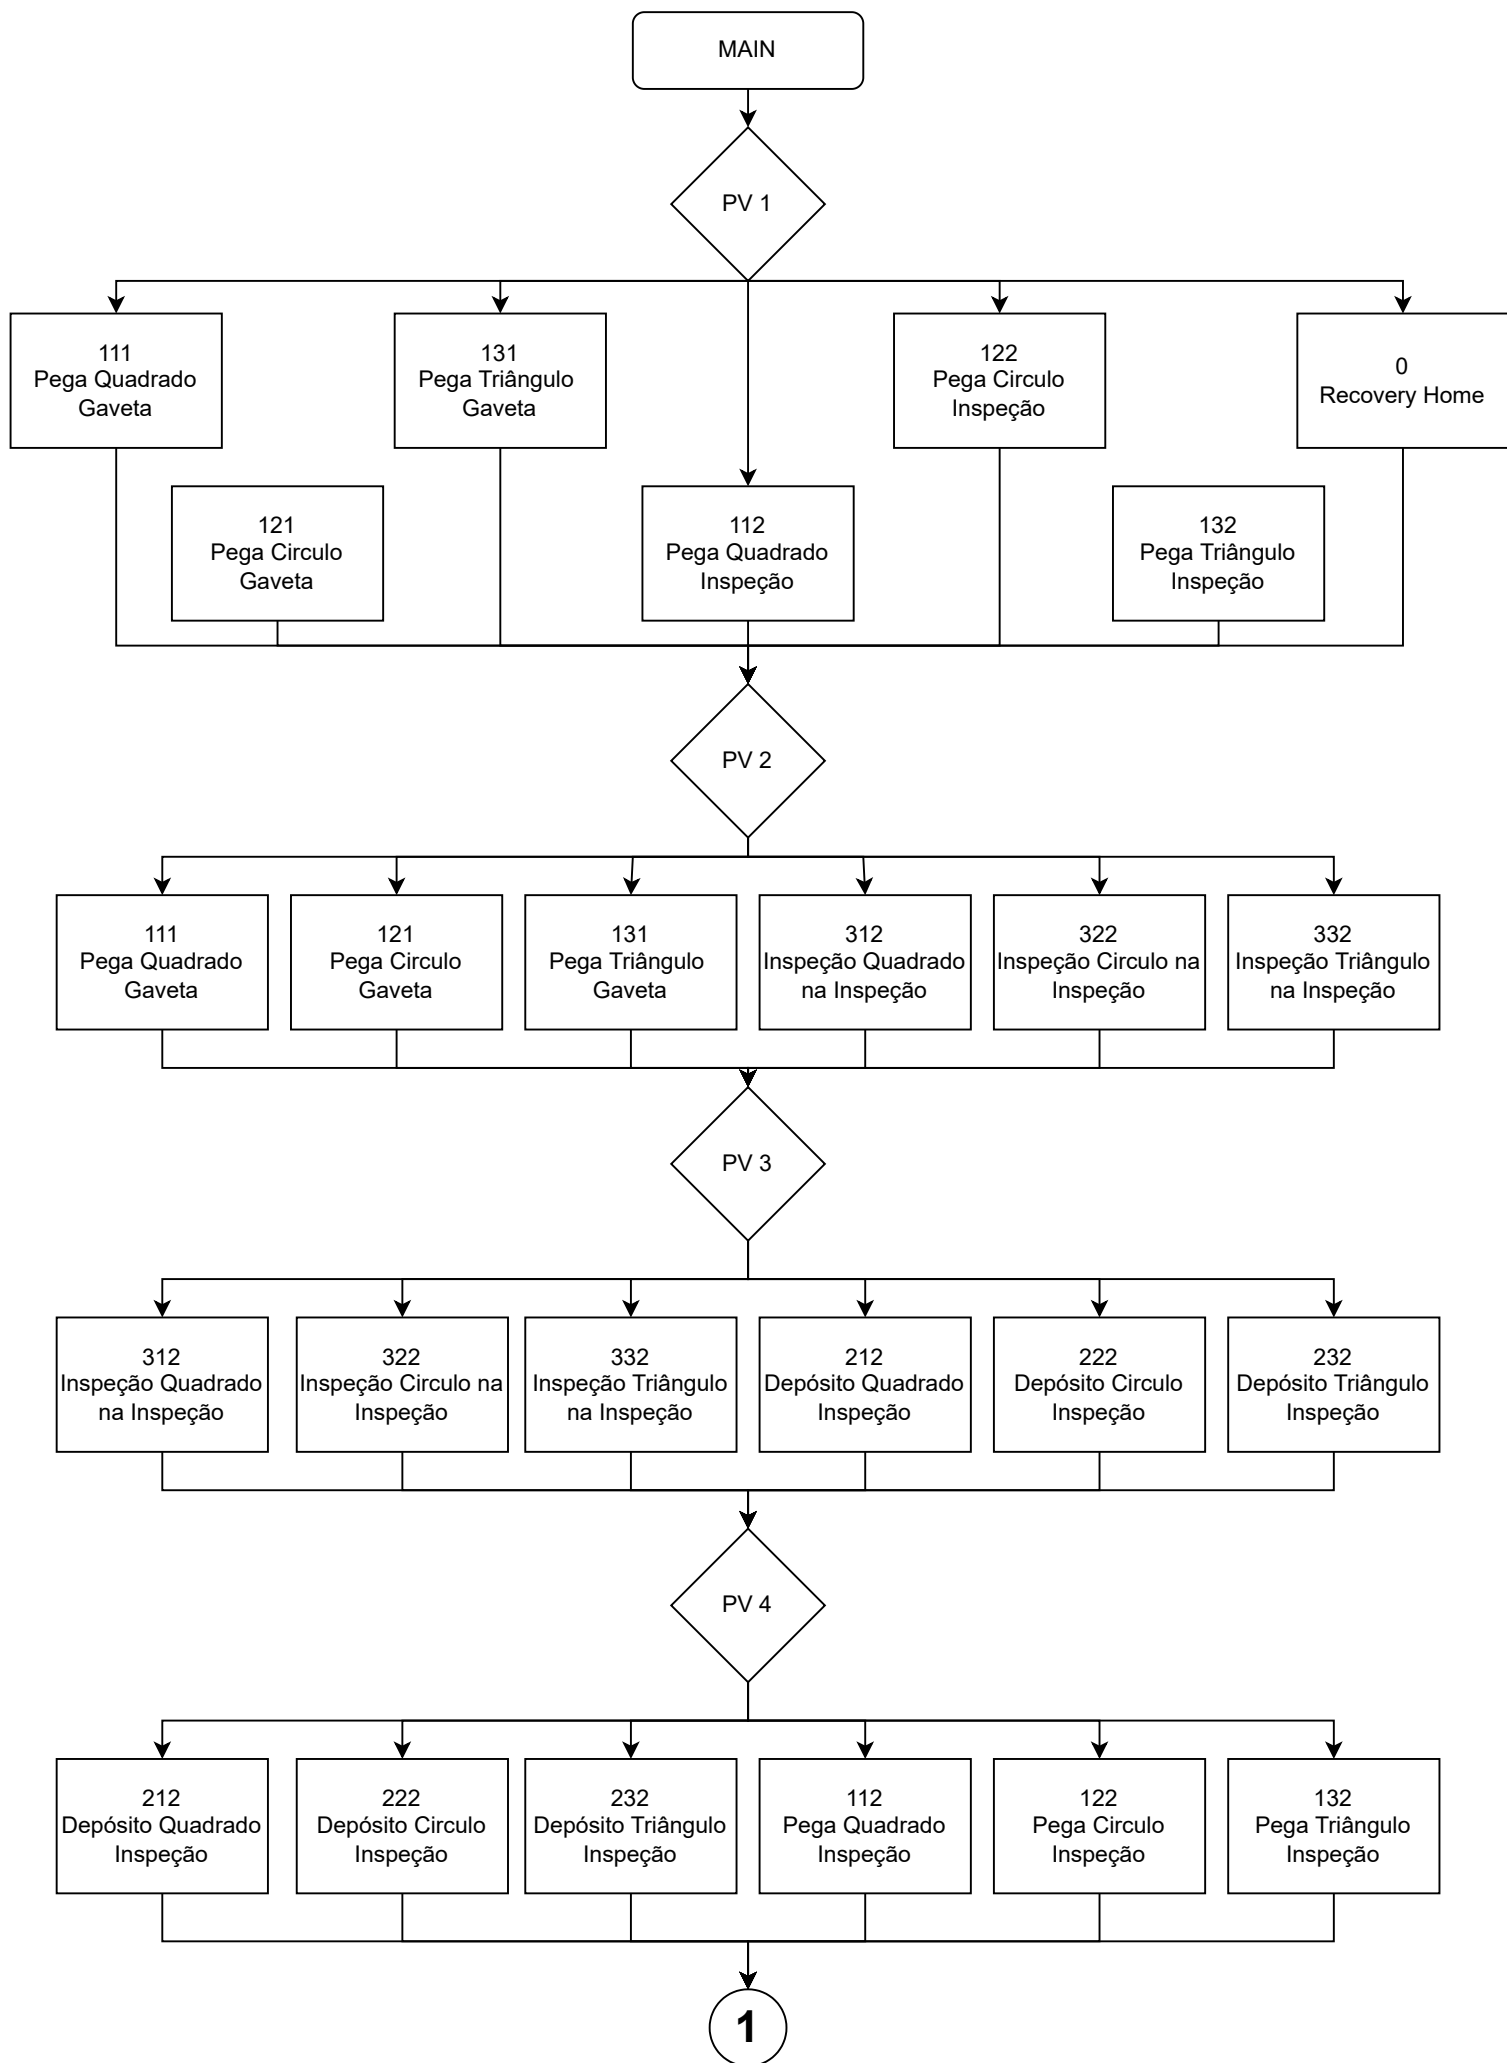 MAIN
PV 1
111
Pega Quadrado
Gaveta
131
Pega Triângulo
Gaveta
122
Pega Circulo
Inspeção
0
Recovery Home
121
Pega Circulo
Gaveta
112
Pega Quadrado
Inspeção
132
Pega Triângulo
Inspeção
PV 2
111
Pega Quadrado
Gaveta
121
Pega Circulo
Gaveta
131
Pega Triângulo
Gaveta
312
Inspeção Quadrado
na Inspeção
322
Inspeção Circulo na
Inspeção
332
Inspeção Triângulo
na Inspeção
PV 3
312
Inspeção Quadrado
na Inspeção
322
Inspeção Circulo na
Inspeção
332
Inspeção Triângulo
na Inspeção
212
Depósito Quadrado
Inspeção
222
Depósito Circulo
Inspeção
232
Depósito Triângulo
Inspeção
PV 4
212
Depósito Quadrado
Inspeção
222
Depósito Circulo
Inspeção
232
Depósito Triângulo
Inspeção
112
Pega Quadrado
Inspeção
122
Pega Circulo
Inspeção
132
Pega Triângulo
Inspeção
1